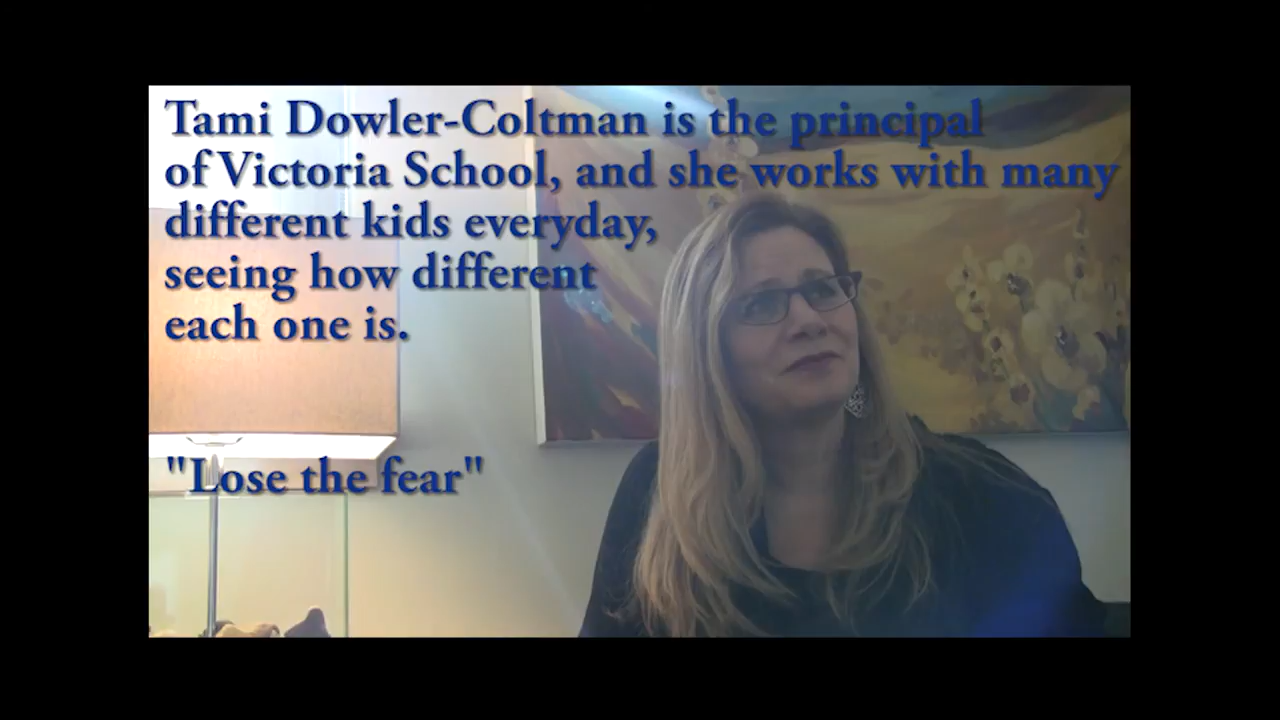 Tami Dowler-Coltman is the principal
of Victoria School, and she works with many
different kids everyday,
seeing how different
each one is.
"Lose the fear"